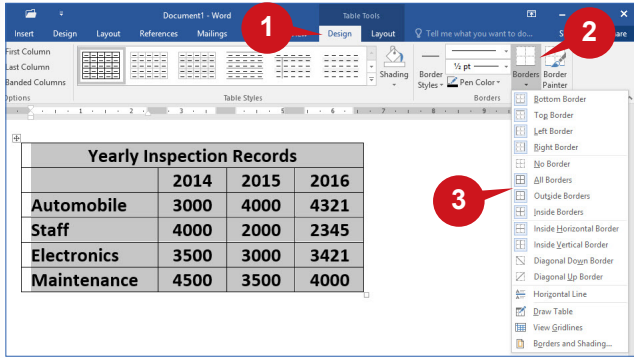 Document1 - Word
Table Tools
Insert Design Layout References Mailings Design Layout Tell me what you want to do... are
1
2
First Column
Last Column
Banded Columns
Shading
Border Styles
½ pt
Pen Color
Borders
Border Painter
Table Styles
Borders
Bottom Border
Top Border
Left Border
Right Border
No Border
All Borders
Outside Borders
Inside Borders
Inside Horizontal Border
Inside Vertical Border
Diagonal Down Border
Diagonal Up Border
Horizontal Line
Draw Table
View Gridlines
Borders and Shading...
3
Yearly Inspection Records
2014 2015 2016
Automobile 3000 4000 4321
Staff 4000 2000 2345
Electronics 3500 3000 3421
Maintenance 4500 3500 4000